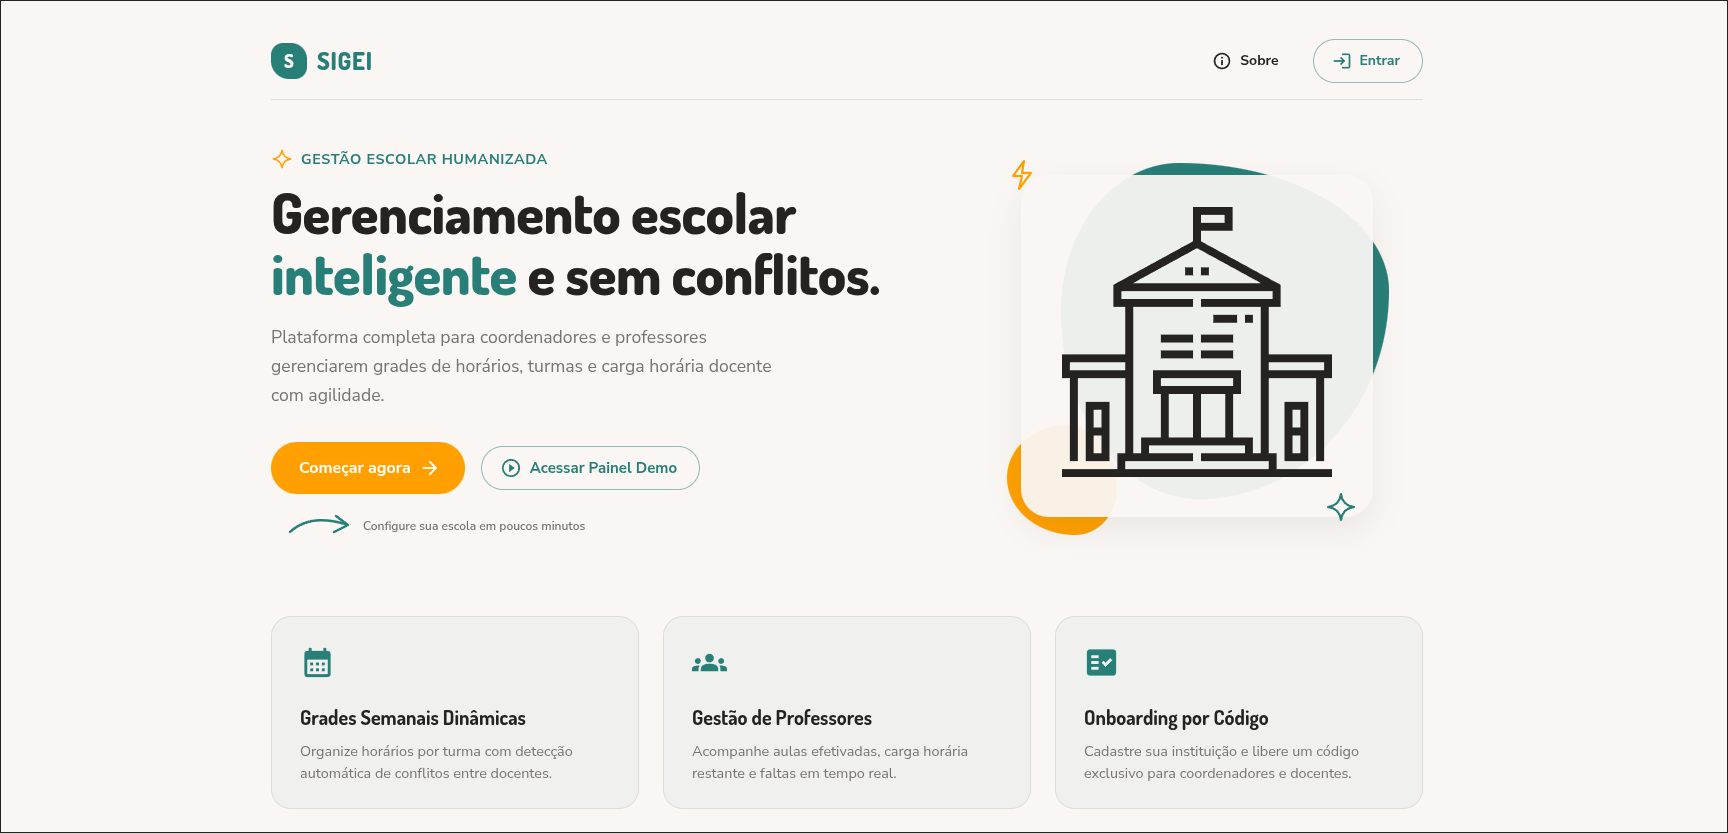 S SIGEI
Sobre
Entrar
GESTÃO ESCOLAR HUMANIZADA
Gerenciamento escolar
inteligente e sem conflitos.
Plataforma completa para coordenadores e professores
gerenciarem grades de horários, turmas e carga horária docente
com agilidade.
Começar agora
Acessar Painel Demo
Configure sua escola em poucos minutos
Grades Semanais Dinâmicas
Organize horários por turma com detecção
automática de conflitos entre docentes.
Gestão de Professores
Acompanhe aulas efetivadas, carga horária
restante e faltas em tempo real.
Onboarding por Código
Cadastre sua instituição e libere um código
exclusivo para coordenadores e docentes.